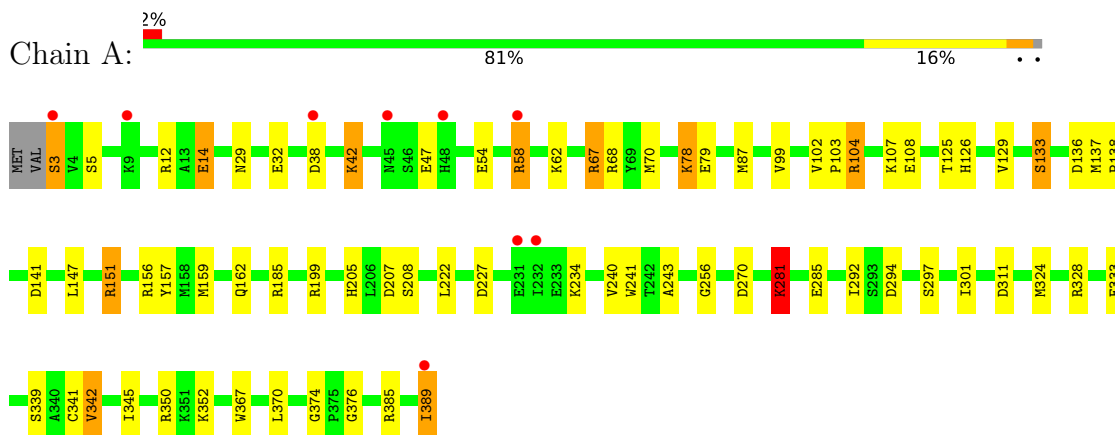 2%
Chain A:
81% 16% • •
MET VAL S3 V4 S5 K9 R12 A13 E14 N29 E32 D38 K42 N45 S46 E47 H48 E54 R58 K62 R67 R68 Y69 M70 K78 E79 M87 V99 V102 P103 R104 K107 E108 T125 H126 V129 S133 D136 M137
D141 L147 R151 R156 Y157 M158 M159 Q162 R185 R199 H205 L206 D207 S208 L222 D227 E231 I232 E233 K234 V240 W241 T242 A243 G256 D270 K281 E285 I292 S293 D294 S297 I301 D311 M324 R328
S339 A340 C341 V342 I345 R350 K351 K352 W367 L370 G374 P375 G376 R385 I389